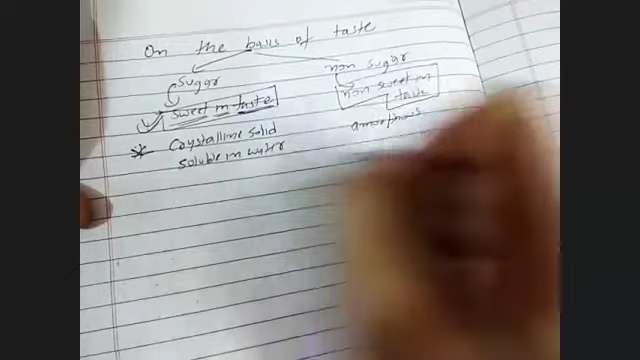 On the basis of taste
Sugar
non sugar
sweet in taste
non sweet in
taste
Crystalline solid
amorphous
soluble in water